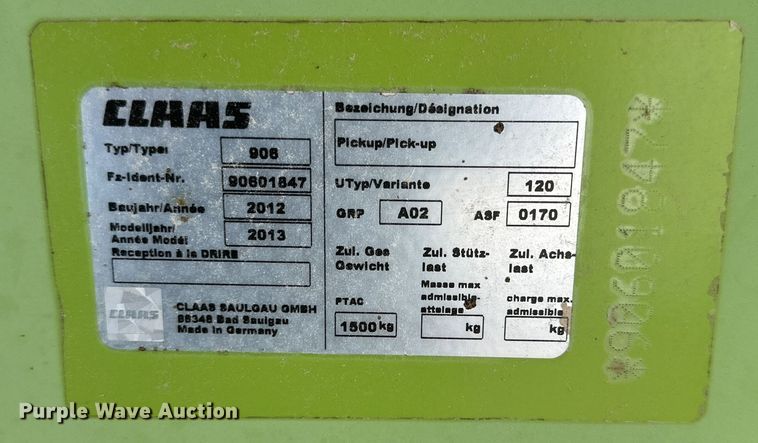 CLAAS
Typ/Type: 906
Fz-Ident-Nr. 90601847
Baujahr/Année 2012
Modelljahr/
Année Modél 2013
Reception à la DRIRE
CLAAS
CLAAS SAULGAU GMBH
88348 Bad Saulgau
Made in Germany
Bezeichung/Désignation
Pickup/Pick-up
UTyp/Variante 120
GRP A02 ASF 0170
Zul. Ges Gewicht
PTAC
1500 kg
Zul. Stütz-
last
Masse max
admissible-
attelage
kg
Zul. Achs-
last
charge max.
admissible
kg
*90601847*
Purple Wave Auction